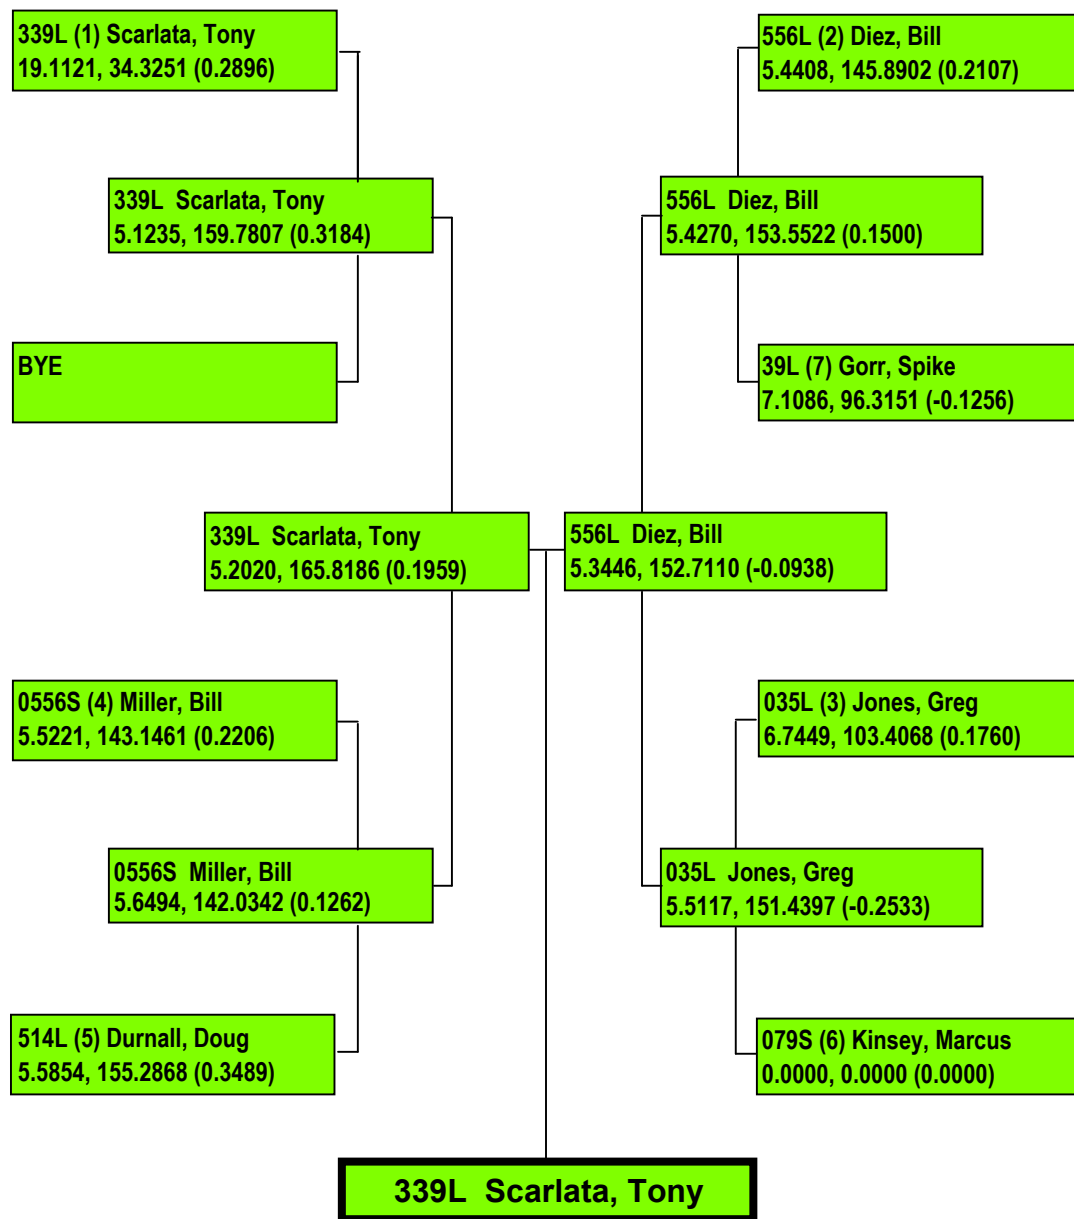 339L (1) Scarlata, Tony
19.1121, 34.3251 (0.2896)
556L (2) Diez, Bill
5.4408, 145.8902 (0.2107)
339L  Scarlata, Tony
5.1235, 159.7807 (0.3184)
556L  Diez, Bill
5.4270, 153.5522 (0.1500)
BYE
39L (7) Gorr, Spike
7.1086, 96.3151 (-0.1256)
339L  Scarlata, Tony
5.2020, 165.8186 (0.1959)
556L  Diez, Bill
5.3446, 152.7110 (-0.0938)
0556S (4) Miller, Bill
5.5221, 143.1461 (0.2206)
035L (3) Jones, Greg
6.7449, 103.4068 (0.1760)
0556S  Miller, Bill
5.6494, 142.0342 (0.1262)
035L  Jones, Greg
5.5117, 151.4397 (-0.2533)
514L (5) Durnall, Doug
5.5854, 155.2868 (0.3489)
079S (6) Kinsey, Marcus
0.0000, 0.0000 (0.0000)
339L  Scarlata, Tony